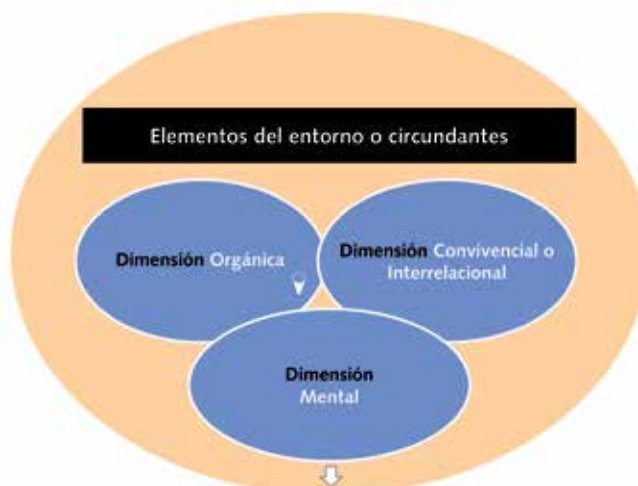 Elementos del entorno o circundantes
Dimensión Orgánica
Dimensión Convivencial o
Interrelacional
Dimensión
Mental